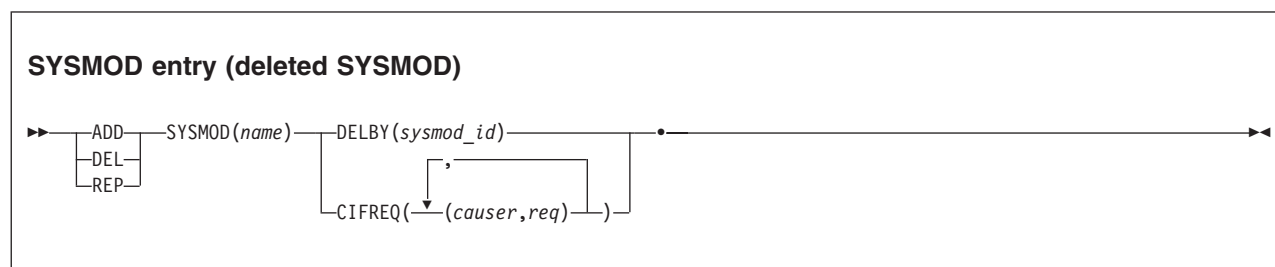 SYSMOD entry (deleted SYSMOD)
ADD SYSMOD(name) DELBY(sysmod_id) .
DEL
REP
,
CIFREQ( (causer,req) )